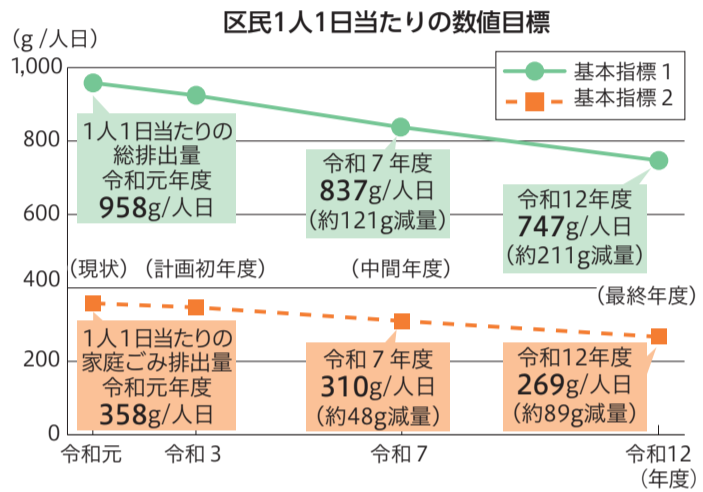 区民1人1日当たりの数値目標
(g/人日)
基本指標1
基本指標2
1,000
800
600
400
200
0
1人1日当たりの
総排出量
令和元年度
958g/人日
令和7年度
837g/人日
(約121g減量)
令和12年度
747g/人日
(約211g減量)
(現状)
(計画初年度)
(中間年度)
(最終年度)
1人1日当たりの
家庭ごみ排出量
令和元年度
358g/人日
令和7年度
310g/人日
(約48g減量)
令和12年度
269g/人日
(約89g減量)
令和元
令和3
令和7
令和12
(年度)